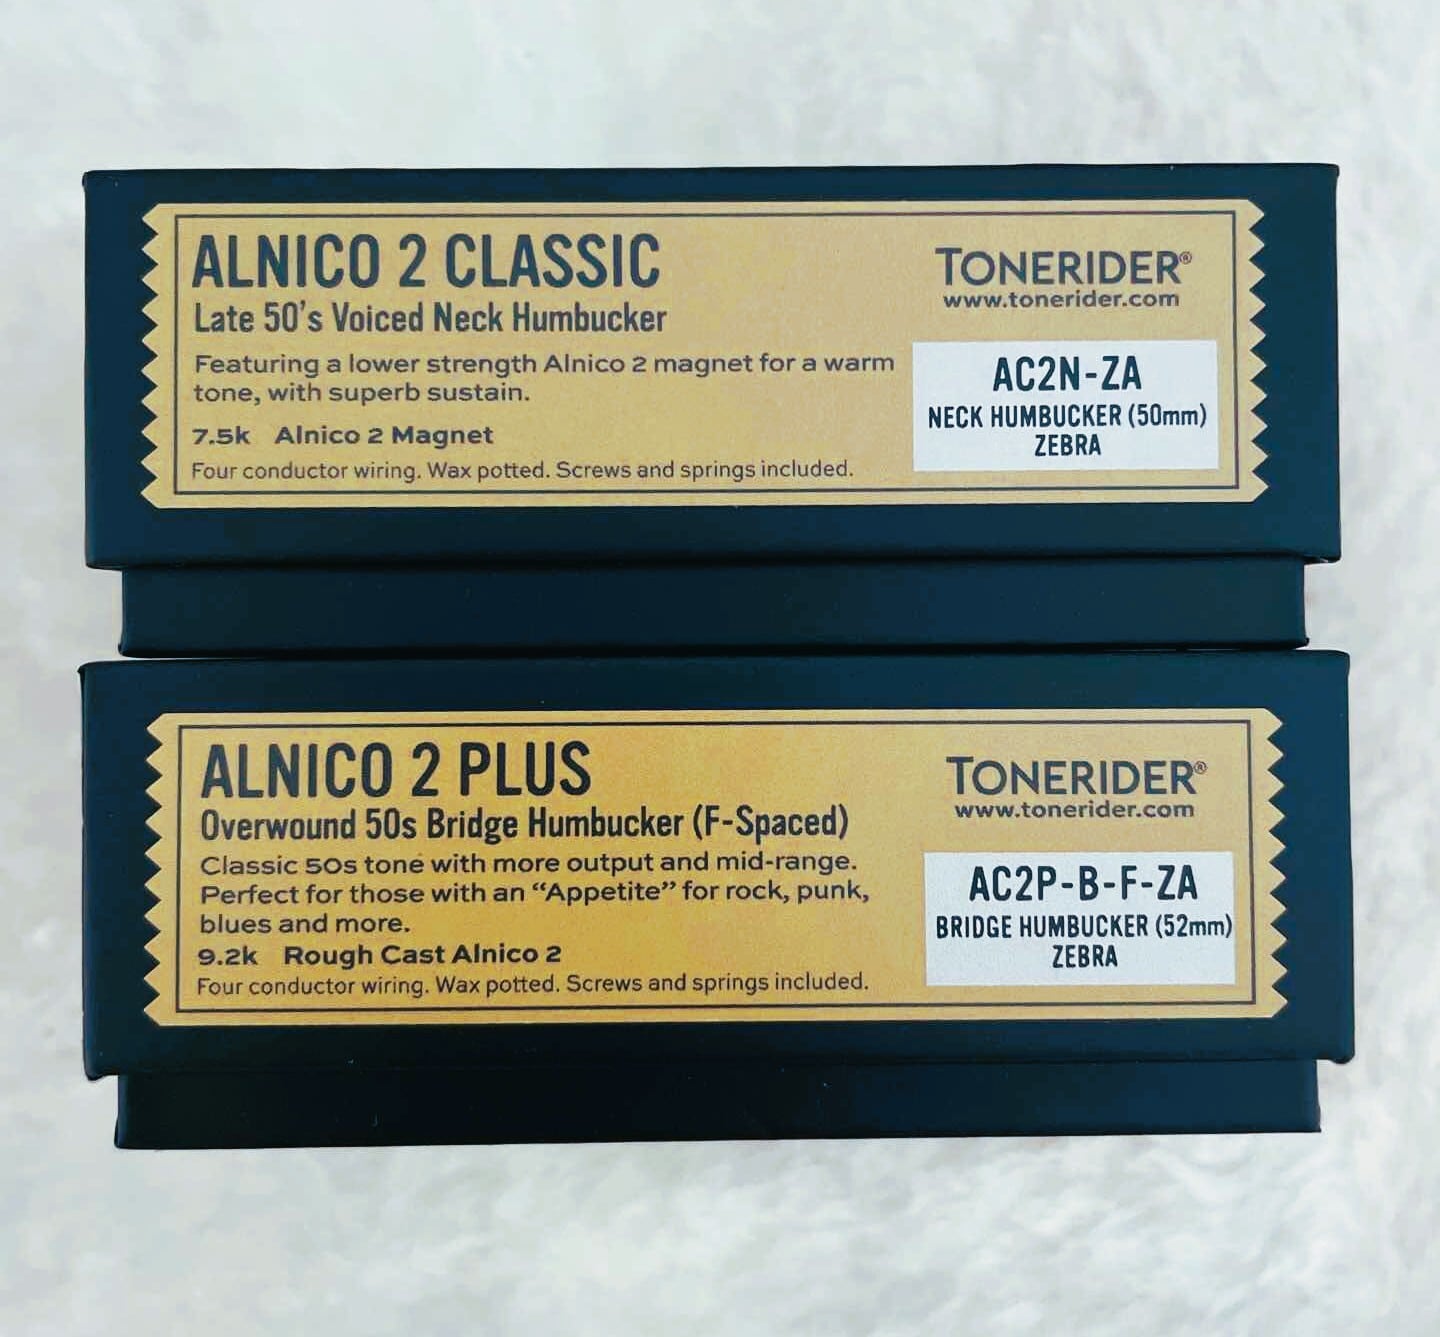 ALNICO 2 CLASSIC
Late 50's Voiced Neck Humbucker
Featuring a lower strength Alnico 2 magnet for a warm
tone, with superb sustain.
7.5k Alnico 2 Magnet
Four conductor wiring. Wax potted. Screws and springs included.
TONERIDER®
www.tonerider.com
AC2N-ZA
NECK HUMBUCKER (50mm)
ZEBRA
ALNICO 2 PLUS
Overwound 50s Bridge Humbucker (F-Spaced)
Classic 50s tone with more output and mid-range.
Perfect for those with an “Appetite” for rock, punk,
blues and more.
9.2k Rough Cast Alnico 2
Four conductor wiring. Wax potted. Screws and springs included.
TONERIDER®
www.tonerider.com
AC2P-B-F-ZA
BRIDGE HUMBUCKER (52mm)
ZEBRA